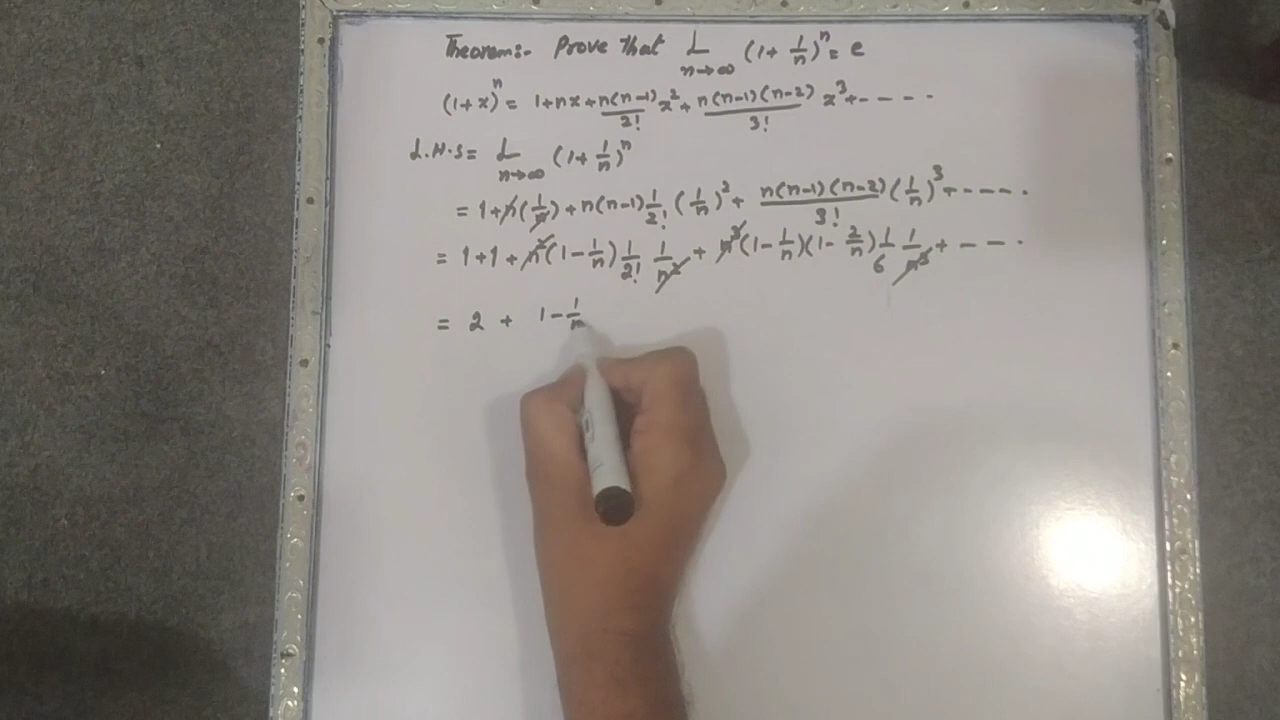 Theorem:- Prove that L n→∞ (1+ 1/n)^n = e
(1+x)^n = 1+nx+ n(n-1)/2! x^2 + n(n-1)(n-2)/3! x^3 + - - - -
L.H.S = L n→∞ (1+ 1/n)^n
= 1+n(1/n) + n(n-1) 1/2! (1/n)^2 + n(n-1)(n-2)/3! (1/n)^3 + - - - - .
= 1+1+ n^2(1- 1/n) 1/2! 1/n^2 + n^3(1- 1/n)(1- 2/n) 1/6 1/n^3 + - - - .
= 2 + 1- 1/n